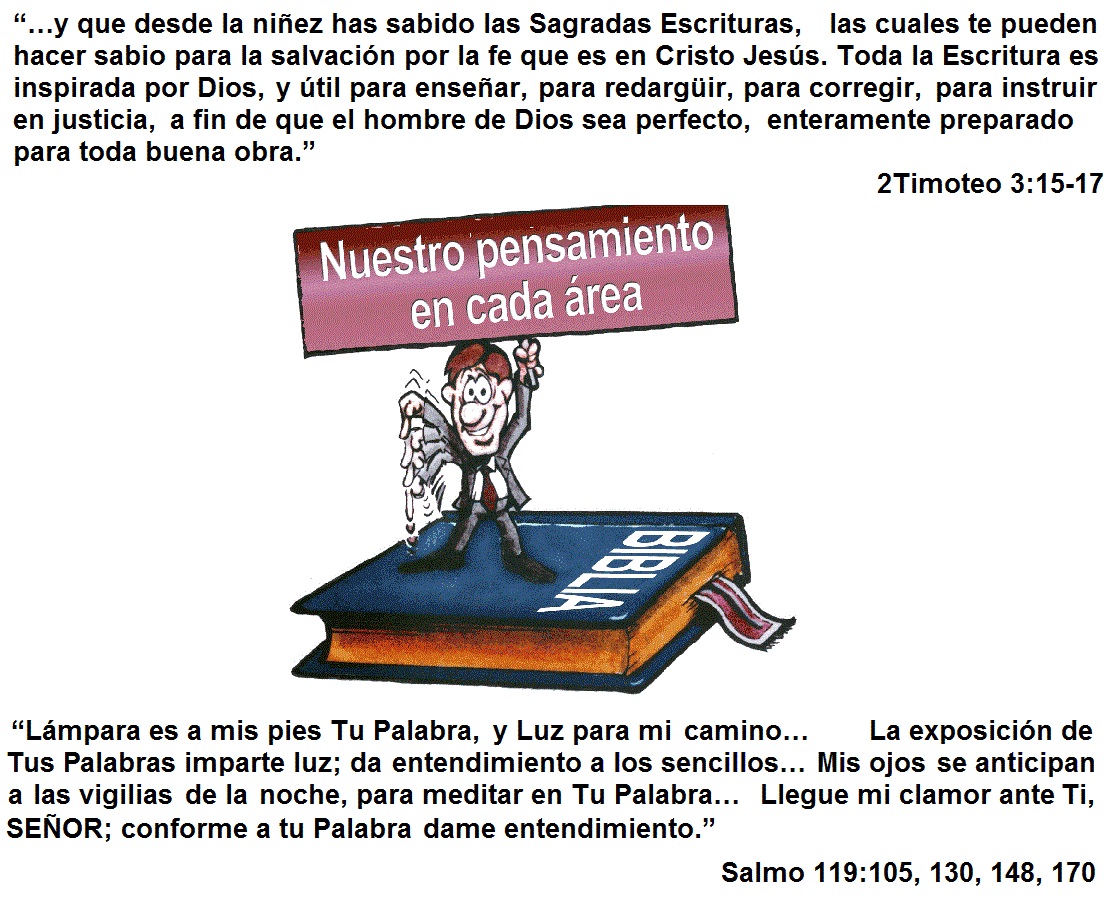 “…y que desde la niñez has sabido las Sagradas Escrituras, las cuales te pueden
hacer sabio para la salvación por la fe que es en Cristo Jesús. Toda la Escritura es
inspirada por Dios, y útil para enseñar, para redargüir, para corregir, para instruir
en justicia, a fin de que el hombre de Dios sea perfecto, enteramente preparado
para toda buena obra.”
2Timoteo 3:15-17
Nuestro pensamiento
en cada área
BIBLIA
“Lámpara es a mis pies Tu Palabra, y Luz para mi camino… La exposición de
Tus Palabras imparte luz; da entendimiento a los sencillos… Mis ojos se anticipan
a las vigilias de la noche, para meditar en Tu Palabra… Llegue mi clamor ante Ti,
SEÑOR; conforme a tu Palabra dame entendimiento.”
Salmo 119:105, 130, 148, 170